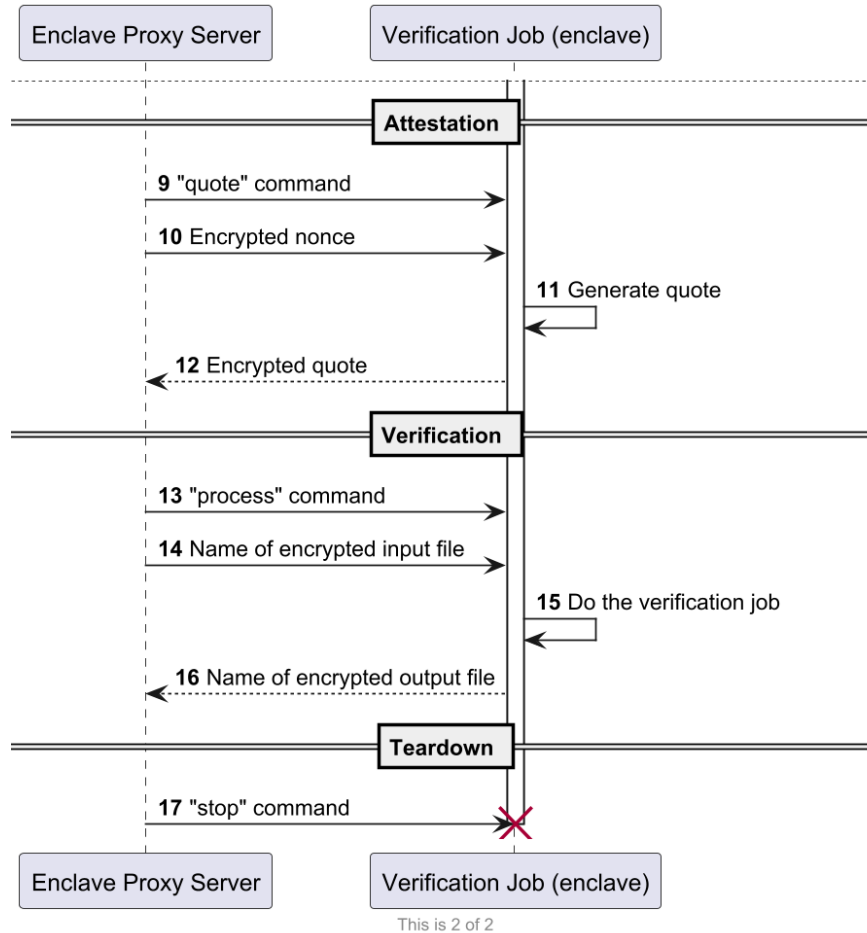 Enclave Proxy Server
Verification Job (enclave)
Attestation
9 "quote" command
10 Encrypted nonce
11 Generate quote
12 Encrypted quote
Verification
13 "process" command
14 Name of encrypted input file
15 Do the verification job
16 Name of encrypted output file
Teardown
17 "stop" command
Enclave Proxy Server
Verification Job (enclave)
This is 2 of 2